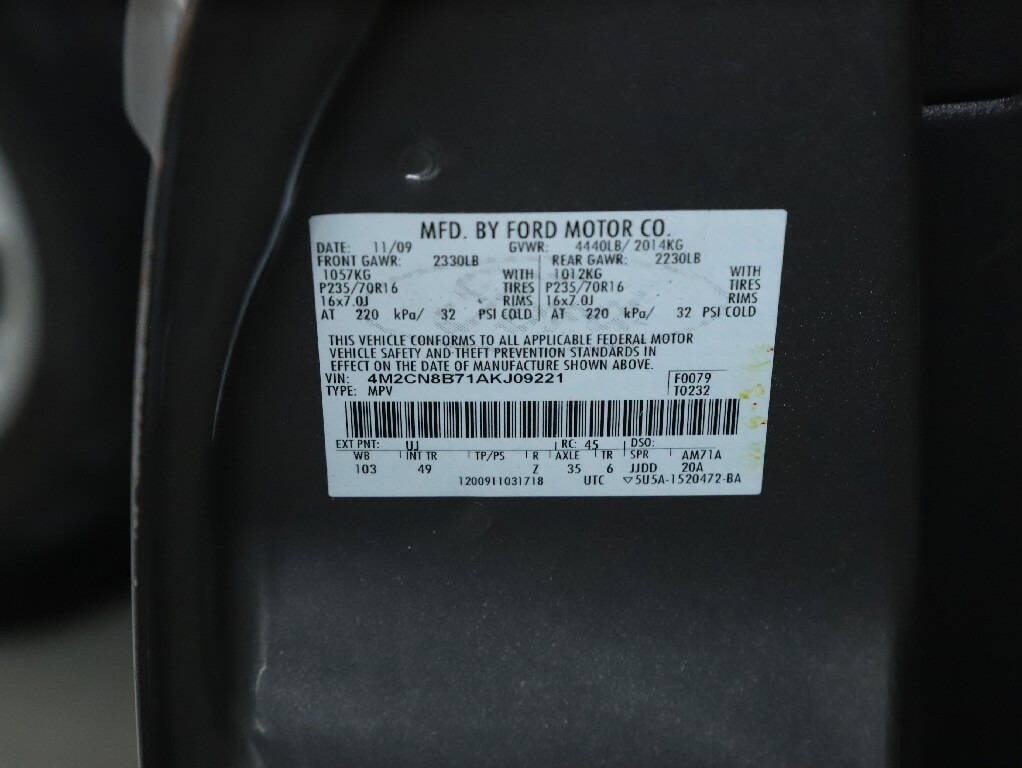 MFD. BY FORD MOTOR CO.
DATE: 11/09 GVWR: 4440LB/ 2014KG
FRONT GAWR: 2330LB REAR GAWR: 2230LB
1057KG WITH 1012KG WITH
P235/70R16 TIRES P235/70R16 TIRES
16x7.0J RIMS 16x7.0J RIMS
AT 220 kPa/ 32 PSI COLD AT 220 kPa/ 32 PSI COLD
THIS VEHICLE CONFORMS TO ALL APPLICABLE FEDERAL MOTOR
VEHICLE SAFETY AND THEFT PREVENTION STANDARDS IN
EFFECT ON THE DATE OF MANUFACTURE SHOWN ABOVE.
VIN: 4M2CN8B71AKJ09221 F0079
TYPE: MPV T0232
EXT PNT: UJ RC: 45 DSO:
WB INT TR TP/PS R AXLE TR SPR AM71A
103 49 Z 35 6 JJDD 20A
1200911031718 UTC ▽5U5A-1520472-BA